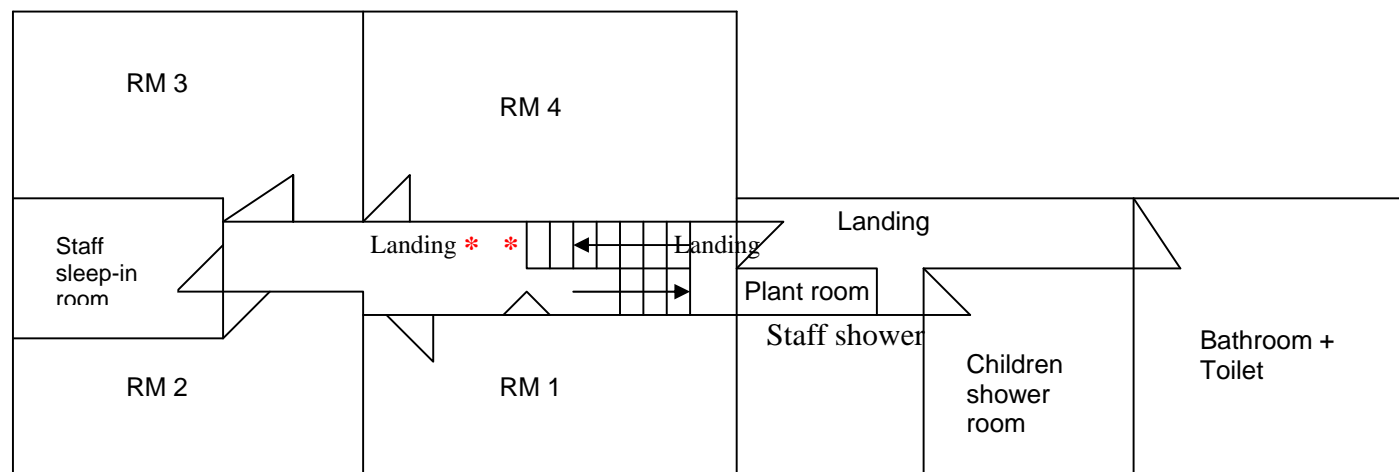 RM 3
RM 4
Landing
Staff
sleep-in
room
Landing * *
Landing
Plant room
Staff shower
Bathroom +
Toilet
Children
shower
room
RM 2
RM 1